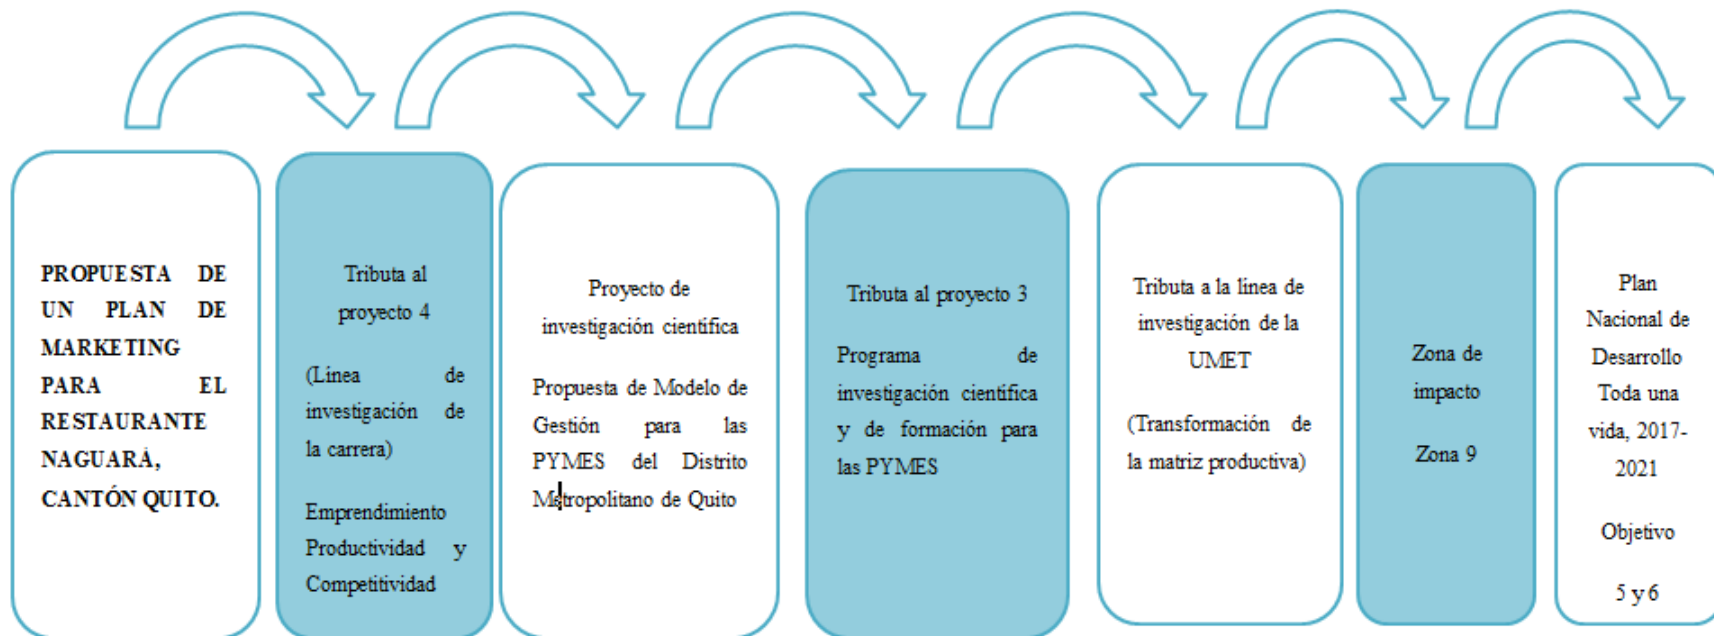 PROPUESTA DE
UN PLAN DE
MARKETING
PARA EL
RESTAURANTE
NAGUARÁ,
CANTÓN QUITO.
Tributa al
proyecto 4
(Línea de
investigación de
la carrera)
Emprendimiento
Productividad y
Competitividad
Proyecto de
investigación científica
Propuesta de Modelo de
Gestión para las
PYMES del Distrito
Metropolitano de Quito
Tributa al proyecto 3
Programa de
investigación científica
y de formación para
las PYMES
Tributa a la línea de
investigación de la
UMET
(Transformación de
la matriz productiva)
Zona de
impacto
Zona 9
Plan
Nacional de
Desarrollo
Toda una
vida, 2017-
2021
Objetivo
5 y 6